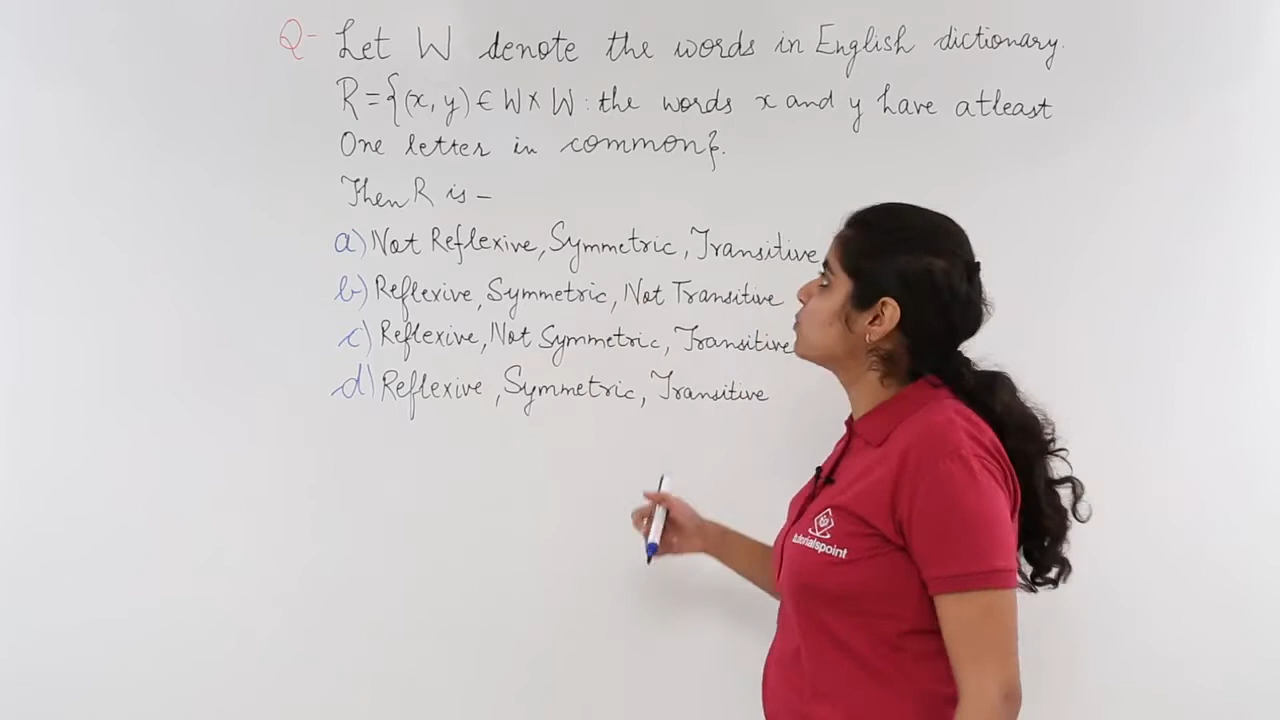 Q- Let W denote the words in English dictionary.
R={(x, y) ∈ W X W : the words x and y have atleast
One letter in common}.
Then R is -
a) Not Reflexive, Symmetric, Transitive
b) Reflexive, Symmetric, Not Transitive
c) Reflexive, Not Symmetric, Transitive
d) Reflexive, Symmetric, Transitive
tutorialspoint